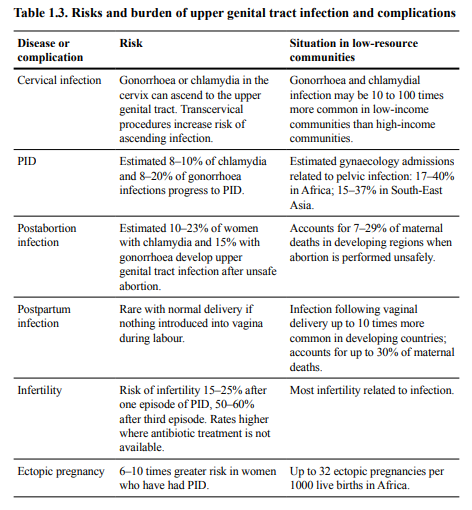 Table 1.3. Risks and burden of upper genital tract infection and complications
Disease or complication
Risk
Situation in low-resource communities
Cervical infection
Gonorrhoea or chlamydia in the
cervix can ascend to the upper
genital tract. Transcervical
procedures increase risk of
ascending infection.
Gonorrhoea and chlamydial
infection may be 10 to 100 times
more common in low-income
communities than high-income
communities.
PID
Estimated 8–10% of chlamydia
and 8–20% of gonorrhoea
infections progress to PID.
Estimated gynaecology admissions
related to pelvic infection: 17–40%
in Africa; 15–37% in South-East
Asia.
Postabortion
infection
Estimated 10–23% of women
with chlamydia and 15% with
gonorrhoea develop upper
genital tract infection after unsafe
abortion.
Accounts for 7–29% of maternal
deaths in developing regions when
abortion is performed unsafely.
Postpartum
infection
Rare with normal delivery if
nothing introduced into vagina
during labour.
Infection following vaginal
delivery up to 10 times more
common in developing countries;
accounts for up to 30% of maternal
deaths.
Infertility
Risk of infertility 15–25% after
one episode of PID, 50–60%
after third episode. Rates higher
where antibiotic treatment is not
available.
Most infertility related to infection.
Ectopic pregnancy
6–10 times greater risk in women
who have had PID.
Up to 32 ectopic pregnancies per
1000 live births in Africa.